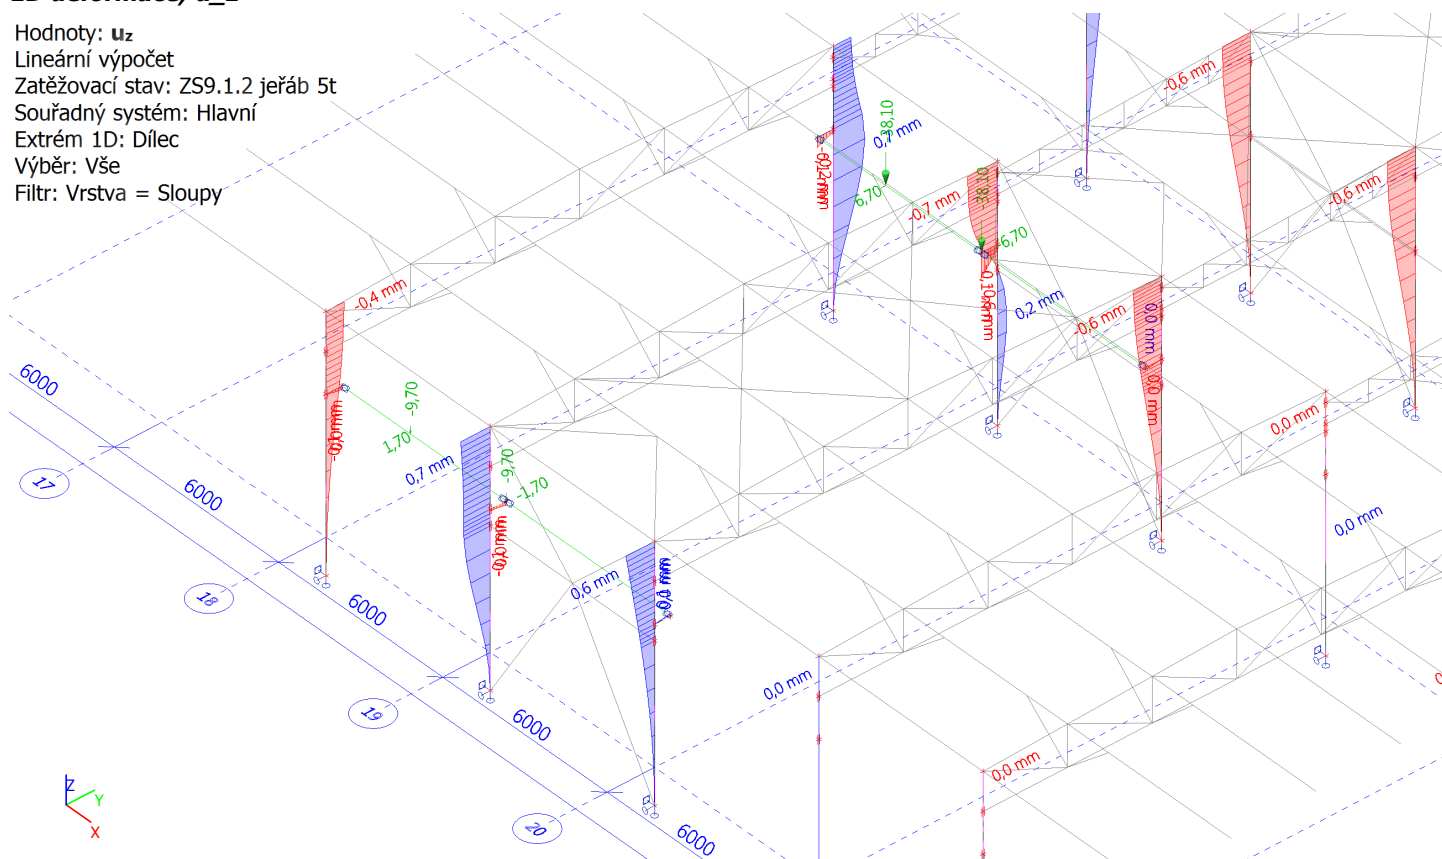 Hodnoty: uz
Lineární výpočet
Zatěžovací stav: ZS9.1.2 jeřáb 5t
Souřadný systém: Hlavní
Extrém 1D: Dílec
Výběr: Vše
Filtr: Vrstva = Sloupy
-0,6 mm
-38,10
-0,6 mm
6,70
-0,7 mm
-38,10
-6,70
-0,4 mm
0,2 mm
-0,6 mm
0,0 mm
0,0 mm
6000
-9,70
1,70
0,0 mm
0,7 mm
-9,70
-1,70
17
6000
0,0 mm
0,6 mm
18
6000
0,0 mm
19
6000
0,0 mm
20
6000
Z
Y
X